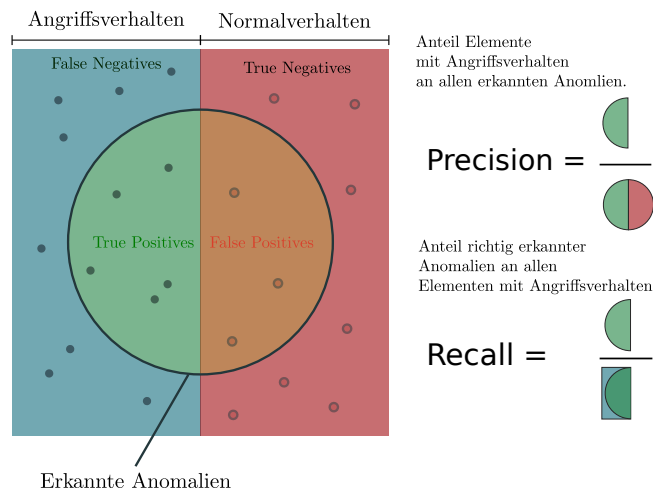 Angriffsverhalten
Normalverhalten
False Negatives
True Negatives
True Positives
False Positives
Erkannte Anomalien
Anteil Elemente
mit Angriffsverhalten
an allen erkannten Anomlien.
Precision =
Anteil richtig erkannter
Anomalien an allen
Elementen mit Angriffsverhalten
Recall =